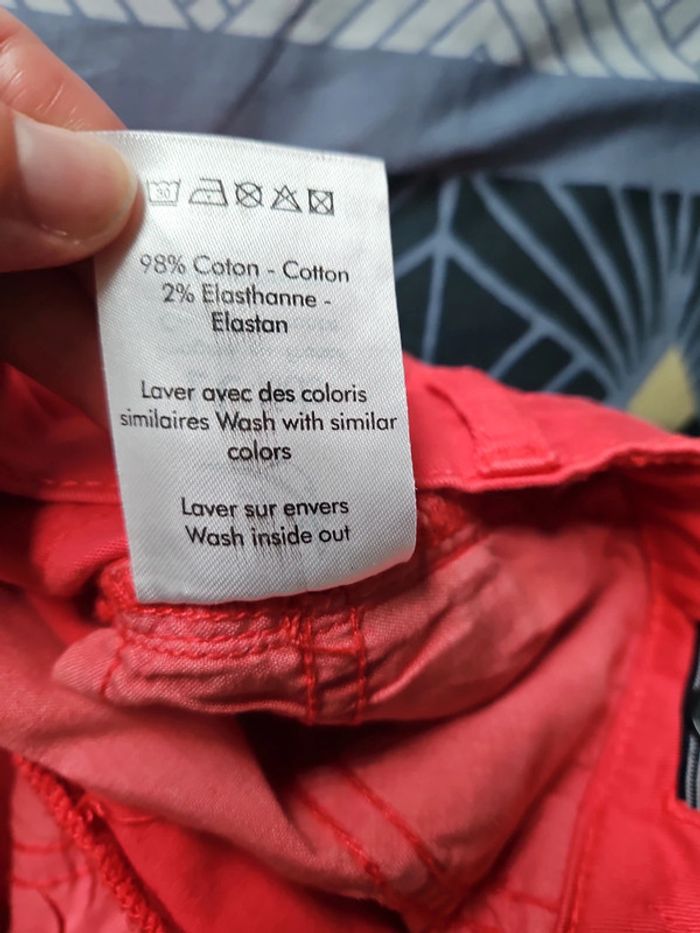 30
98% Coton - Cotton
2% Elasthanne -
Elastan
Laver avec des coloris
similaires Wash with similar
colors
Laver sur envers
Wash inside out